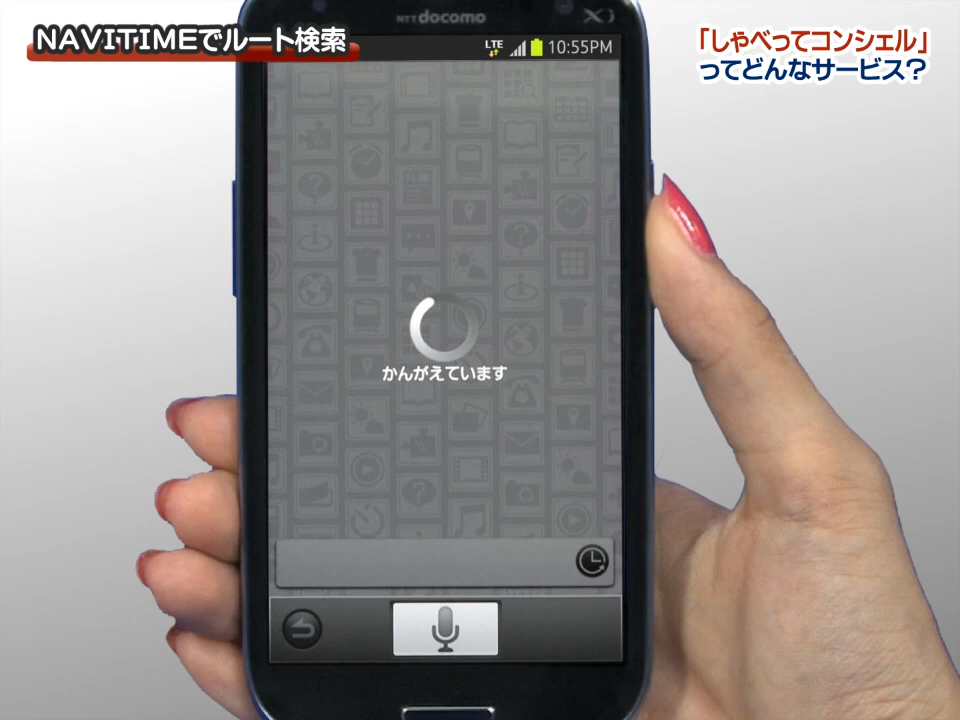 NAVITIMEでルート検索
「しゃべってコンシェル」
ってどんなサービス?
NTT docomo
Xi
LTE
10:55PM
かんがえています